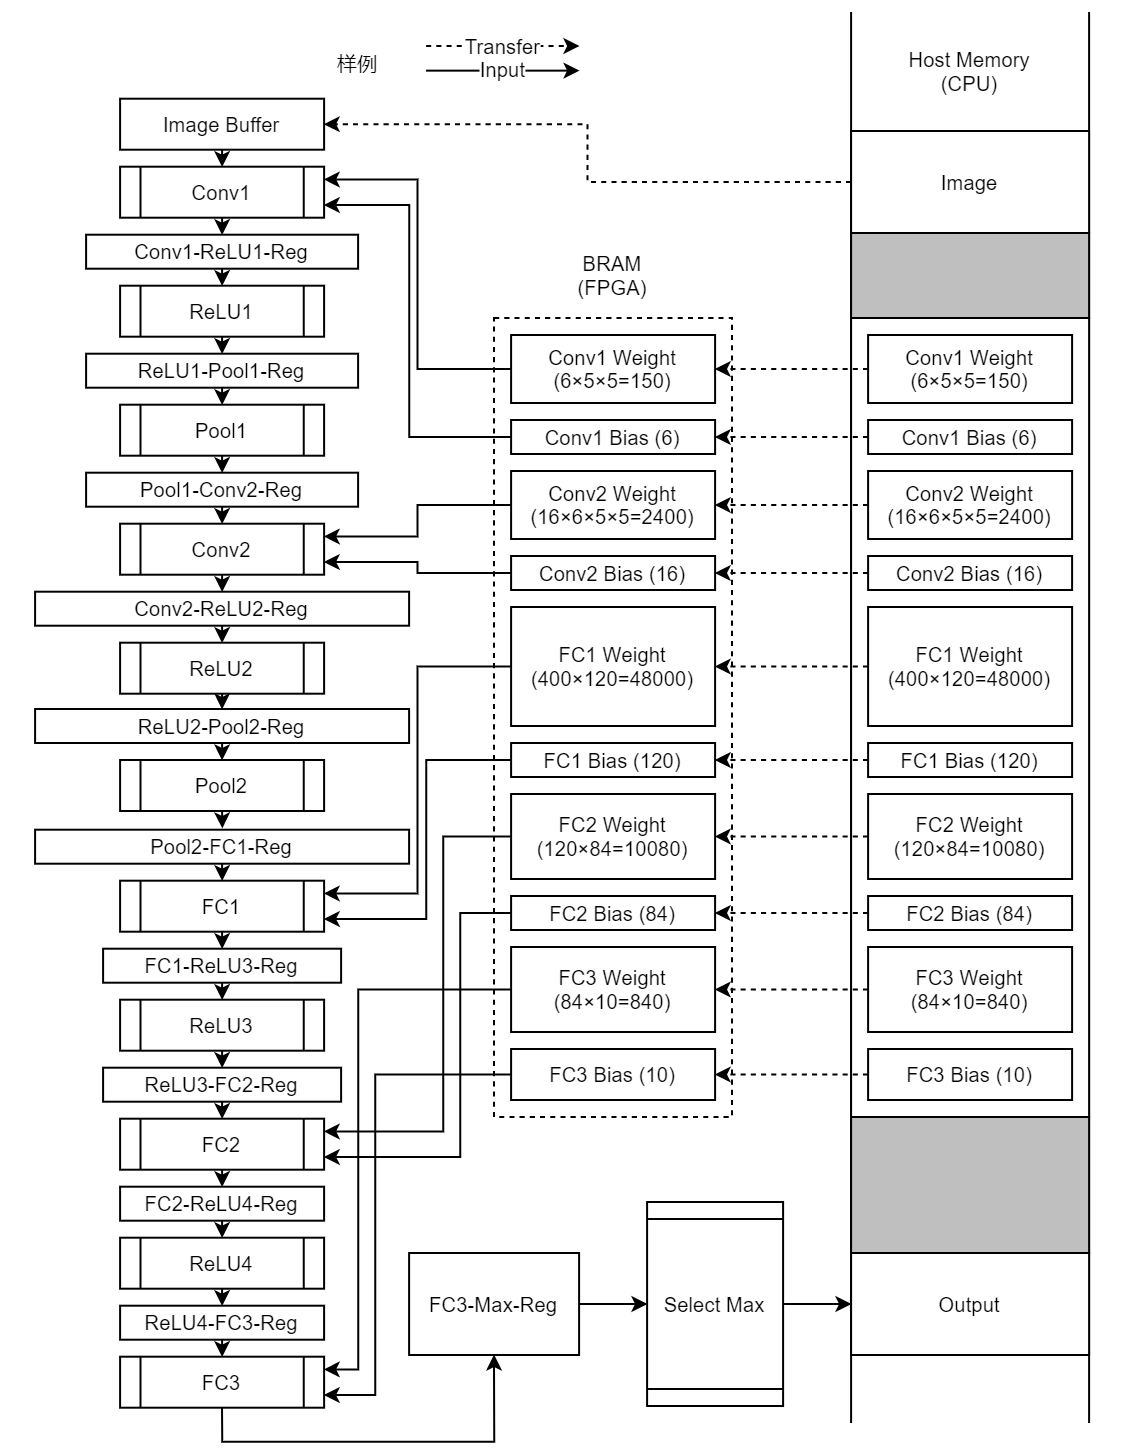 样例
Transfer
Input
Host Memory
(CPU)
Image Buffer
Image
Conv1
Conv1-ReLU1-Reg
BRAM
(FPGA)
ReLU1
ReLU1-Pool1-Reg
Conv1 Weight
(6×5×5=150)
Conv1 Weight
(6×5×5=150)
Pool1
Conv1 Bias (6)
Conv1 Bias (6)
Pool1-Conv2-Reg
Conv2 Weight
(16×6×5×5=2400)
Conv2 Weight
(16×6×5×5=2400)
Conv2
Conv2 Bias (16)
Conv2 Bias (16)
Conv2-ReLU2-Reg
ReLU2
FC1 Weight
(400×120=48000)
FC1 Weight
(400×120=48000)
ReLU2-Pool2-Reg
Pool2
FC1 Bias (120)
FC1 Bias (120)
Pool2-FC1-Reg
FC2 Weight
(120×84=10080)
FC2 Weight
(120×84=10080)
FC1
FC2 Bias (84)
FC2 Bias (84)
FC1-ReLU3-Reg
FC3 Weight
(84×10=840)
FC3 Weight
(84×10=840)
ReLU3
ReLU3-FC2-Reg
FC3 Bias (10)
FC3 Bias (10)
FC2
FC2-ReLU4-Reg
ReLU4
ReLU4-FC3-Reg
FC3
FC3-Max-Reg
Select Max
Output